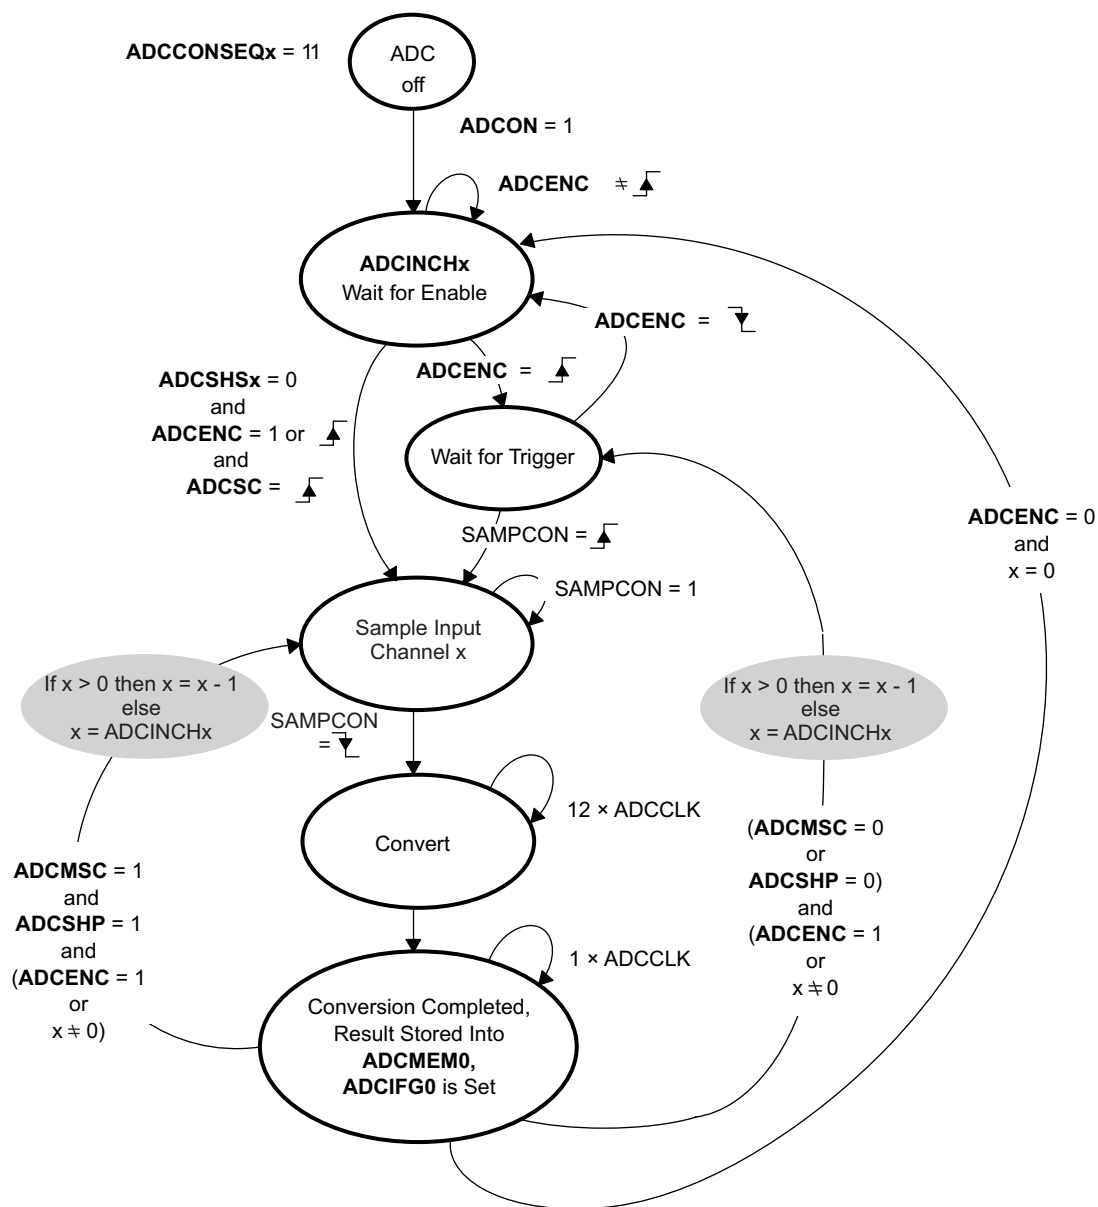 ADCCONSEQx = 11
ADC
off
ADCON = 1
ADCENC ≠
ADCINCHx
Wait for Enable
ADCENC =
ADCSHSx = 0
and
ADCENC = 1 or
and
ADCSC =
ADCENC =
Wait for Trigger
SAMPCON =
SAMPCON = 1
Sample Input
Channel x
ADCENC = 0
and
x = 0
If x > 0 then x = x - 1
else
x = ADCINCHx
SAMPCON
=
If x > 0 then x = x - 1
else
x = ADCINCHx
12 × ADCCLK
Convert
ADCMSC = 1
and
ADCSHP = 1
and
(ADCENC = 1
or
x ≠ 0)
(ADCMSC = 0
or
ADCSHP = 0)
and
(ADCENC = 1
or
x ≠ 0
1 × ADCCLK
Conversion Completed,
Result Stored Into
ADCMEM0,
ADCIFG0 is Set